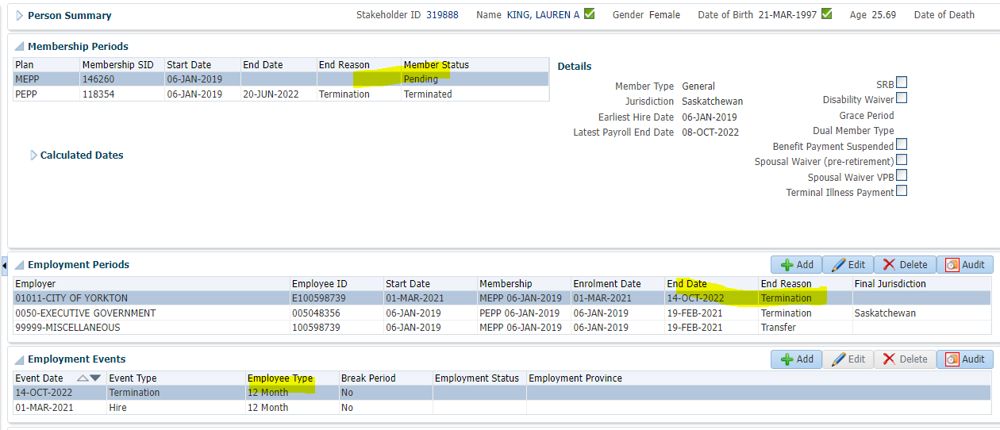 Person Summary Stakeholder ID 319888 Name KING, LAUREN A Gender Female Date of Birth 21-MAR-1997 Age 25.69 Date of Death
Membership Periods
Plan Membership SID Start Date End Date End Reason Member Status
MEPP 146260 06-JAN-2019 Pending
PEPP 118354 06-JAN-2019 20-JUN-2022 Termination Terminated
Calculated Dates
Details
Member Type General SRB
Jurisdiction Saskatchewan Disability Waiver
Earliest Hire Date 06-JAN-2019 Grace Period
Latest Payroll End Date 08-OCT-2022 Dual Member Type
Benefit Payment Suspended
Spousal Waiver (pre-retirement)
Spousal Waiver VPB
Terminal Illness Payment
Employment Periods Add Edit Delete Audit
Employer Employee ID Start Date Membership Enrolment Date End Date End Reason Final Jurisdiction
01011-CITY OF YORKTON E100598739 01-MAR-2021 MEPP 06-JAN-2019 01-MAR-2021 14-OCT-2022 Termination
0050-EXECUTIVE GOVERNMENT 005048356 06-JAN-2019 PEPP 06-JAN-2019 06-JAN-2019 19-FEB-2021 Termination Saskatchewan
99999-MISCELLANEOUS 100598739 06-JAN-2019 MEPP 06-JAN-2019 06-JAN-2019 19-FEB-2021 Transfer
Employment Events Add Edit Delete Audit
Event Date Event Type Employee Type Break Period Employment Status Employment Province
14-OCT-2022 Termination 12 Month No
01-MAR-2021 Hire 12 Month No